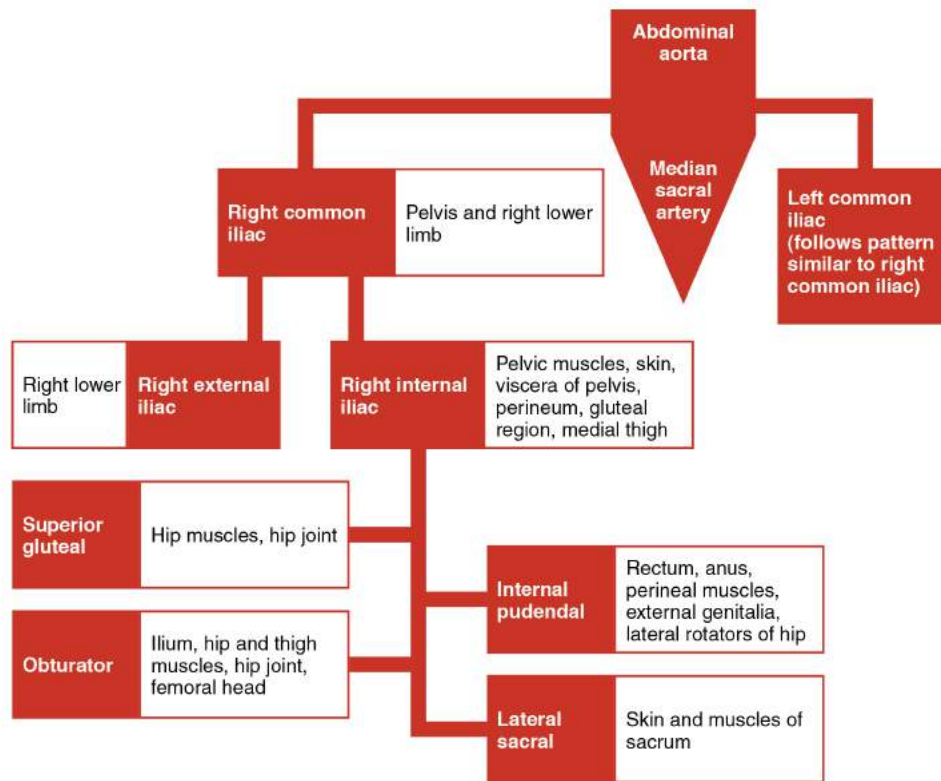 Abdominal
aorta
Median
sacral
artery
Right common
iliac
Pelvis and right lower
limb
Left common
iliac
(follows pattern
similar to right
common iliac)
Right lower
limb
Right external
iliac
Right internal
iliac
Pelvic muscles, skin,
viscera of pelvis,
perineum, gluteal
region, medial thigh
Superior
gluteal
Hip muscles, hip joint
Internal
pudendal
Rectum, anus,
perineal muscles,
external genitalia,
lateral rotators of hip
Obturator
Ilium, hip and thigh
muscles, hip joint,
femoral head
Lateral
sacral
Skin and muscles of
sacrum